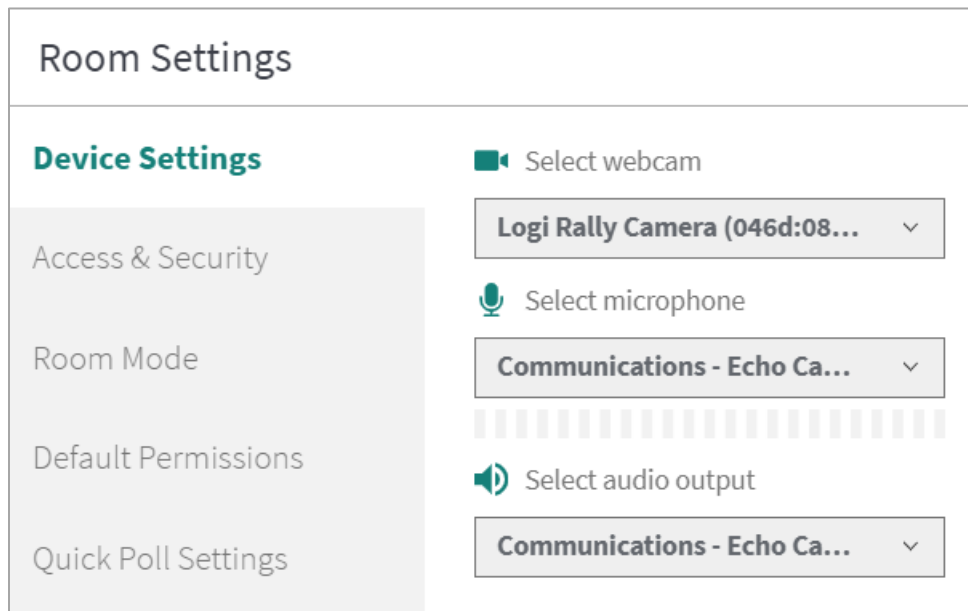 Room Settings
Device Settings
Access & Security
Room Mode
Default Permissions
Quick Poll Settings
Select webcam
Logi Rally Camera (046d:08...
Select microphone
Communications - Echo Ca...
Select audio output
Communications - Echo Ca...